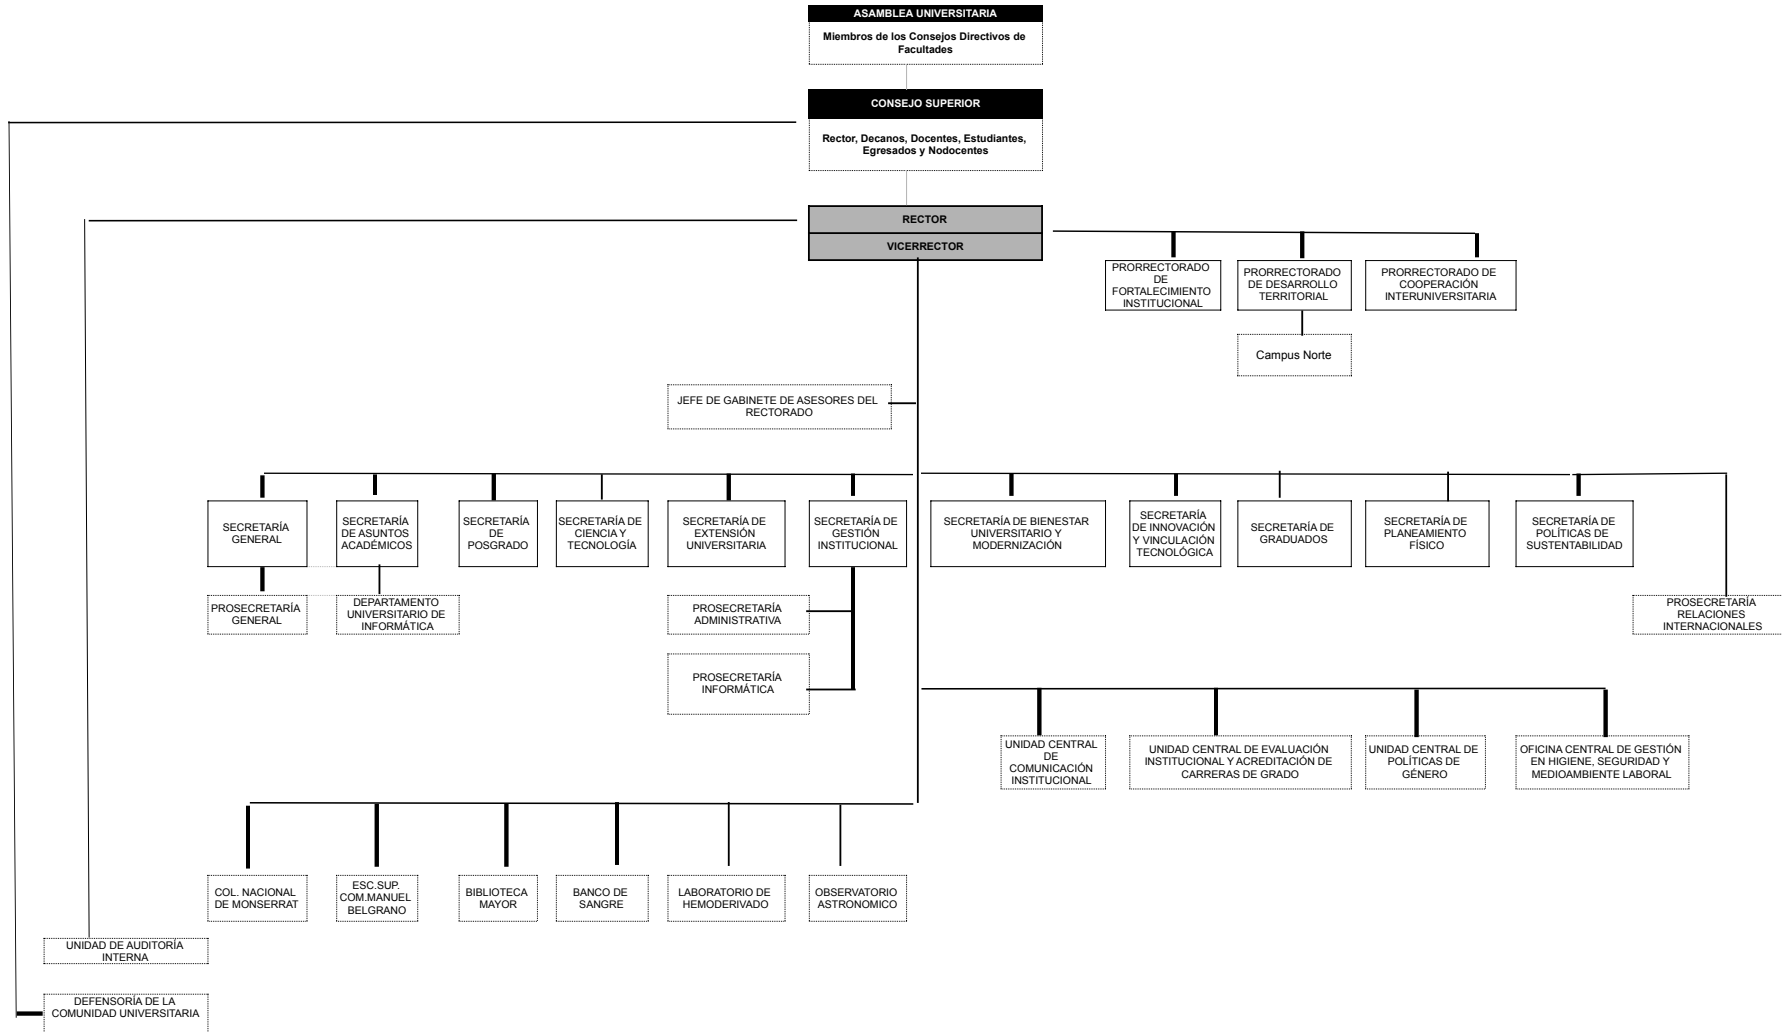 ASAMBLEA UNIVERSITARIA
Miembros de los Consejos Directivos de
Facultades
CONSEJO SUPERIOR
Rector, Decanos, Docentes, Estudiantes,
Egresados y Nodocentes
RECTOR
VICERRECTOR
PRORRECTORADO
DE
FORTALECIMIENTO
INSTITUCIONAL
PRORRECTORADO
DE DESARROLLO
TERRITORIAL
PRORRECTORADO DE
COOPERACIÓN
INTERUNIVERSITARIA
Campus Norte
JEFE DE GABINETE DE ASESORES DEL
RECTORADO
SECRETARÍA
GENERAL
SECRETARÍA
DE ASUNTOS
ACADÉMICOS
SECRETARÍA
DE
POSGRADO
SECRETARÍA DE
CIENCIA Y
TECNOLOGÍA
SECRETARÍA DE
EXTENSIÓN
UNIVERSITARIA
SECRETARÍA DE
GESTIÓN
INSTITUCIONAL
SECRETARÍA DE BIENESTAR
UNIVERSITARIO Y
MODERNIZACIÓN
SECRETARÍA
DE INNOVACIÓN
Y VINCULACIÓN
TECNOLÓGICA
SECRETARÍA DE
GRADUADOS
SECRETARÍA DE
PLANEAMIENTO
FÍSICO
SECRETARÍA DE
POLÍTICAS DE
SUSTENTABILIDAD
PROSECRETARÍA
GENERAL
DEPARTAMENTO
UNIVERSITARIO DE
INFORMÁTICA
PROSECRETARÍA
ADMINISTRATIVA
PROSECRETARÍA
RELACIONES
INTERNACIONALES
PROSECRETARÍA
INFORMÁTICA
UNIDAD CENTRAL
DE
COMUNICACIÓN
INSTITUCIONAL
UNIDAD CENTRAL DE EVALUACIÓN
INSTITUCIONAL Y ACREDITACIÓN DE
CARRERAS DE GRADO
UNIDAD CENTRAL DE
POLÍTICAS DE
GÉNERO
OFICINA CENTRAL DE GESTIÓN
EN HIGIENE, SEGURIDAD Y
MEDIOAMBIENTE LABORAL
COL. NACIONAL
DE MONSERRAT
ESC.SUP.
COM.MANUEL
BELGRANO
BIBLIOTECA
MAYOR
BANCO DE
SANGRE
LABORATORIO DE
HEMODERIVADO
OBSERVATORIO
ASTRONOMICO
UNIDAD DE AUDITORÍA
INTERNA
DEFENSORÍA DE LA
COMUNIDAD UNIVERSITARIA